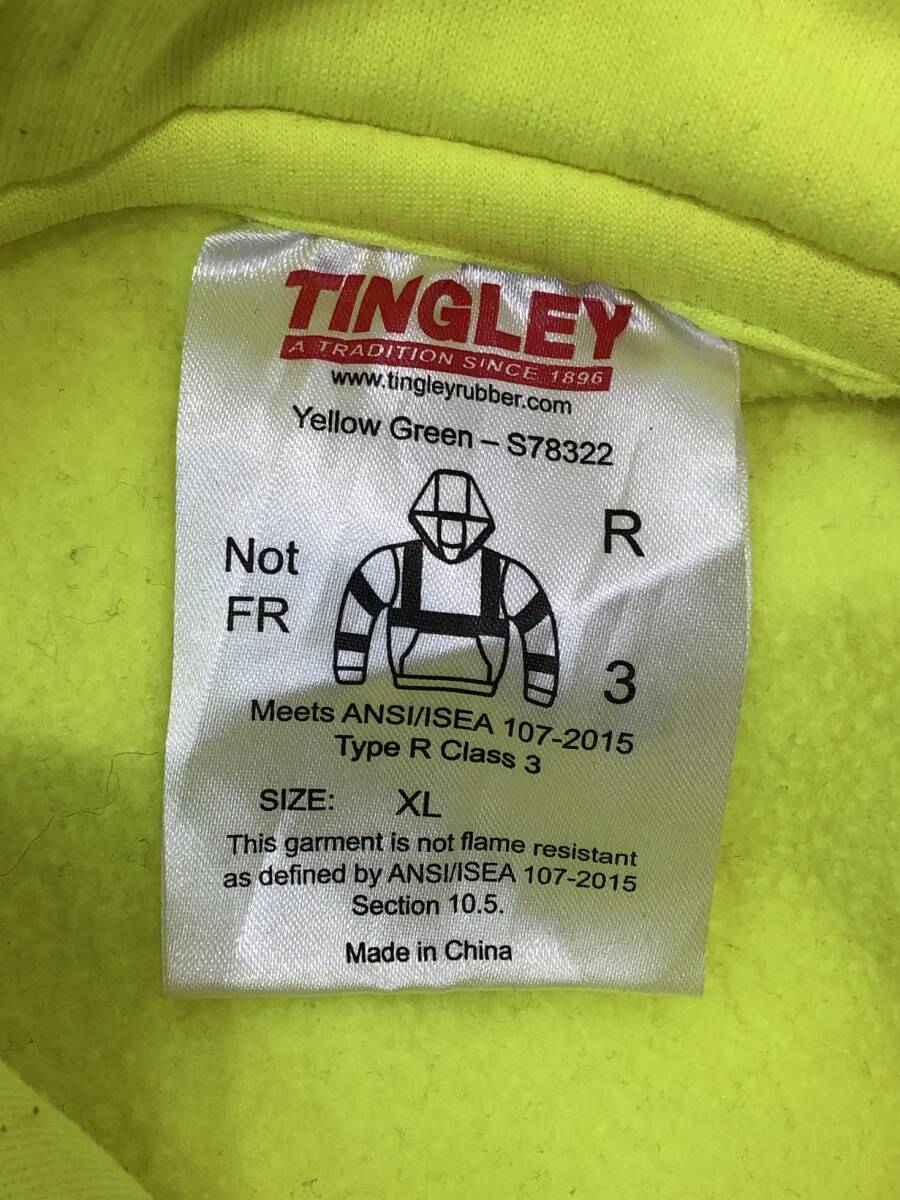 TINGLEY
A TRADITION SINCE 1896
www.tingleyrubber.com
Yellow Green – S78322
Not
FR
R
3
Meets ANSI/ISEA 107-2015
Type R Class 3
SIZE: XL
This garment is not flame resistant
as defined by ANSI/ISEA 107-2015
Section 10.5.
Made in China